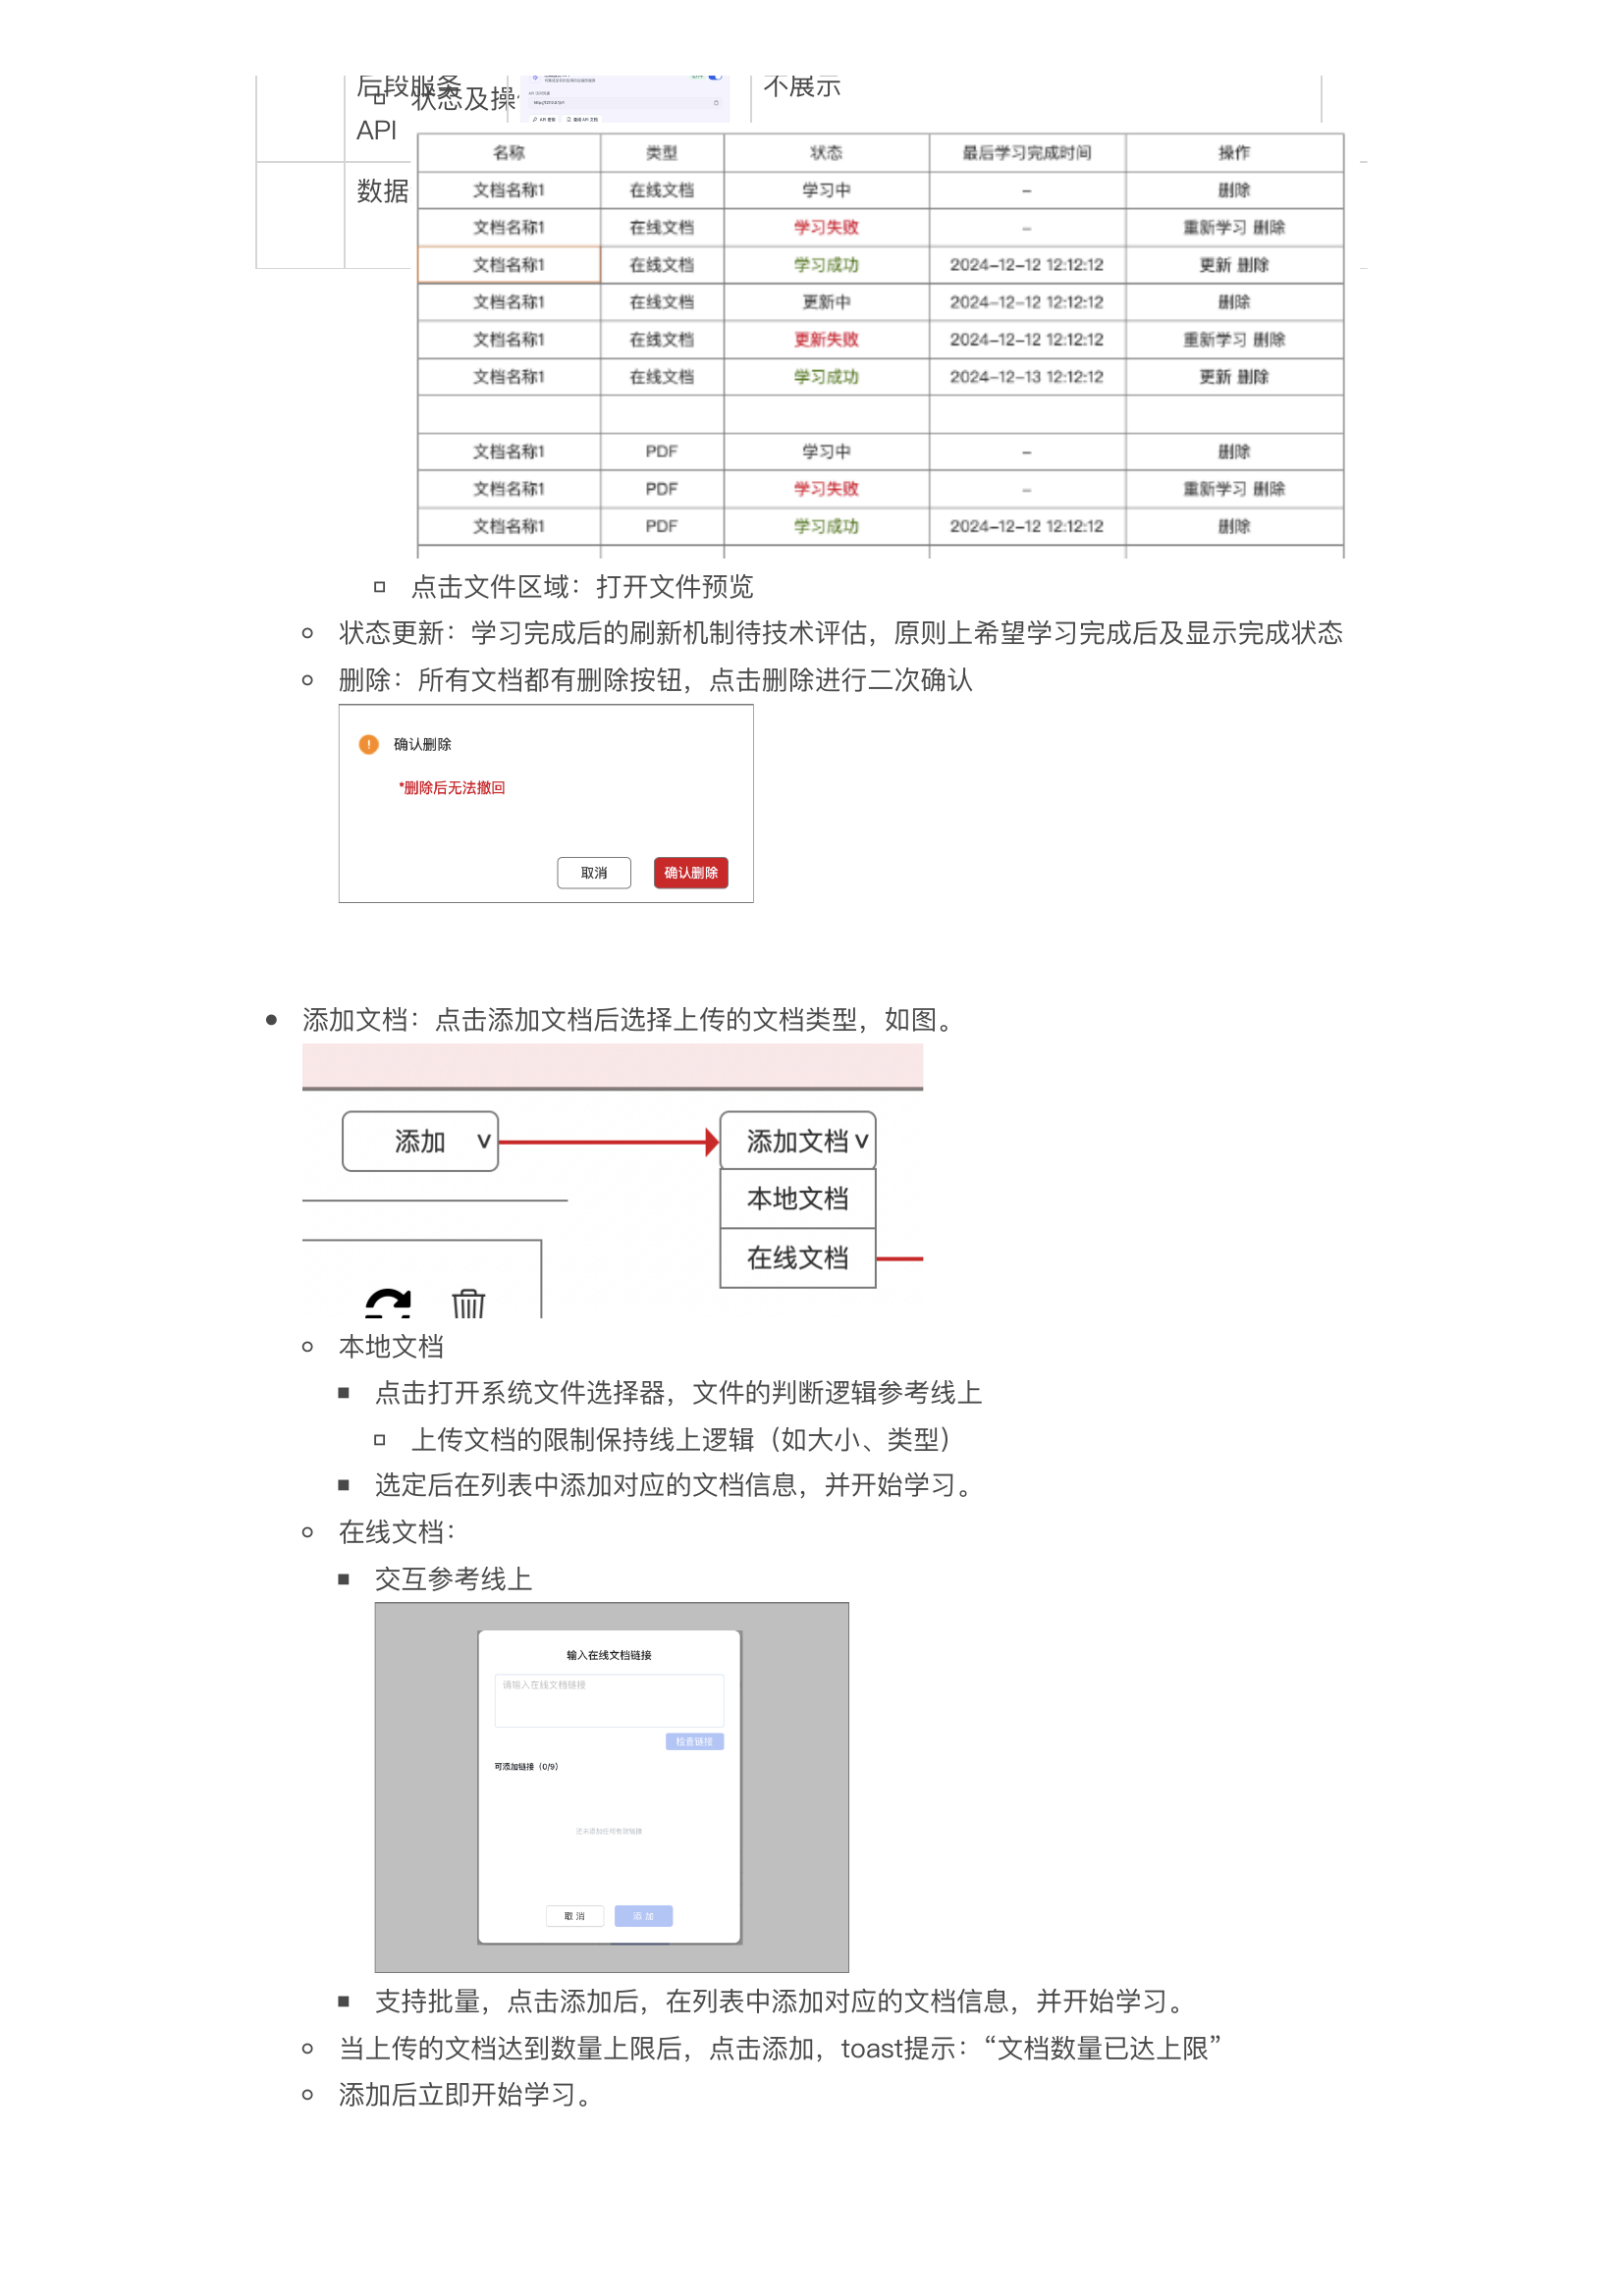 后段服务
API
不展示
状态及操
数据
名称 类型 状态 最后学习完成时间 操作
文档名称1 在线文档 学习中 – 删除
文档名称1 在线文档 学习失败 – 重新学习 删除
文档名称1 在线文档 学习成功 2024-12-12 12:12:12 更新 删除
文档名称1 在线文档 更新中 2024-12-12 12:12:12 删除
文档名称1 在线文档 更新失败 2024-12-12 12:12:12 重新学习 删除
文档名称1 在线文档 学习成功 2024-12-13 12:12:12 更新 删除
文档名称1 PDF 学习中 – 删除
文档名称1 PDF 学习失败 – 重新学习 删除
文档名称1 PDF 学习成功 2024-12-12 12:12:12 删除
点击文件区域：打开文件预览
状态更新：学习完成后的刷新机制待技术评估，原则上希望学习完成后及显示完成状态
删除：所有文档都有删除按钮，点击删除进行二次确认
确认删除
*删除后无法撤回
取消 确认删除
添加文档：点击添加文档后选择上传的文档类型，如图。
添加 ∨ 添加文档 ∨
本地文档
在线文档
本地文档
点击打开系统文件选择器，文件的判断逻辑参考线上
上传文档的限制保持线上逻辑（如大小、类型）
选定后在列表中添加对应的文档信息，并开始学习。
在线文档：
交互参考线上
输入在线文档链接
请输入在线文档链接
检查链接
可添加链接（0/9）
还未添加任何有效链接
取消 添加
支持批量，点击添加后，在列表中添加对应的文档信息，并开始学习。
当上传的文档达到数量上限后，点击添加，toast提示：“文档数量已达上限”
添加后立即开始学习。